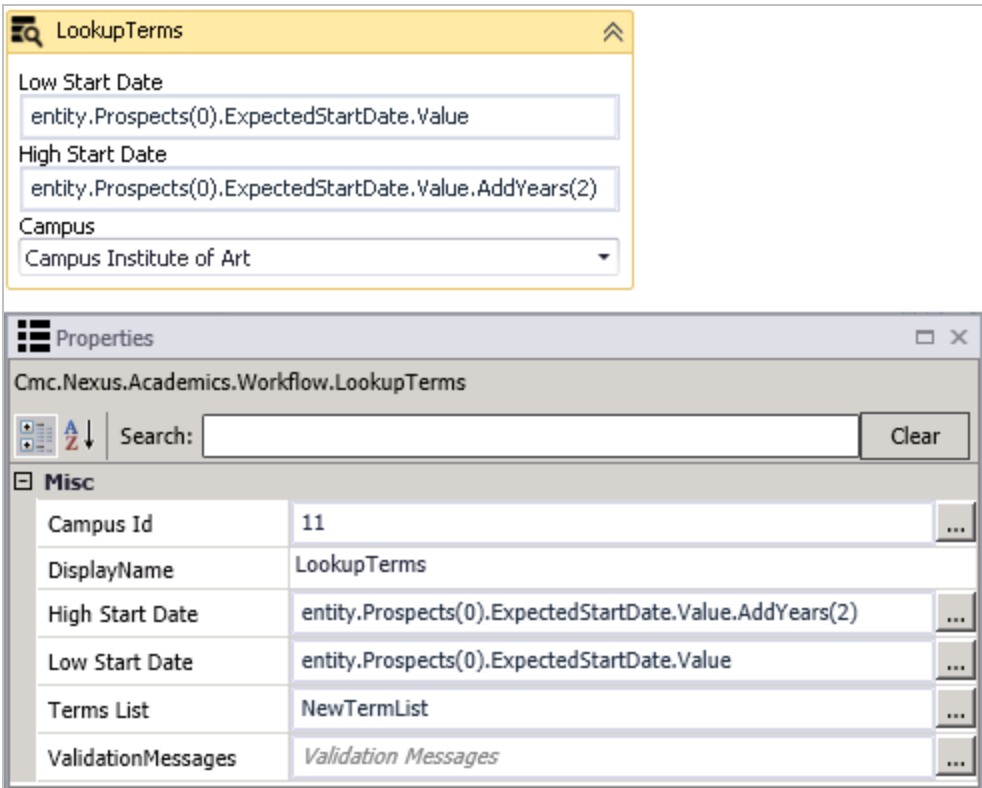 LookupTerms
Low Start Date
entity.Prospects(0).ExpectedStartDate.Value
High Start Date
entity.Prospects(0).ExpectedStartDate.Value.AddYears(2)
Campus
Campus Institute of Art
Properties
Cmc.Nexus.Academics.Workflow.LookupTerms
A Z Search: Clear
Misc
Campus Id 11 ...
DisplayName LookupTerms
High Start Date entity.Prospects(0).ExpectedStartDate.Value.AddYears(2) ...
Low Start Date entity.Prospects(0).ExpectedStartDate.Value ...
Terms List NewTermList ...
ValidationMessages Validation Messages ...